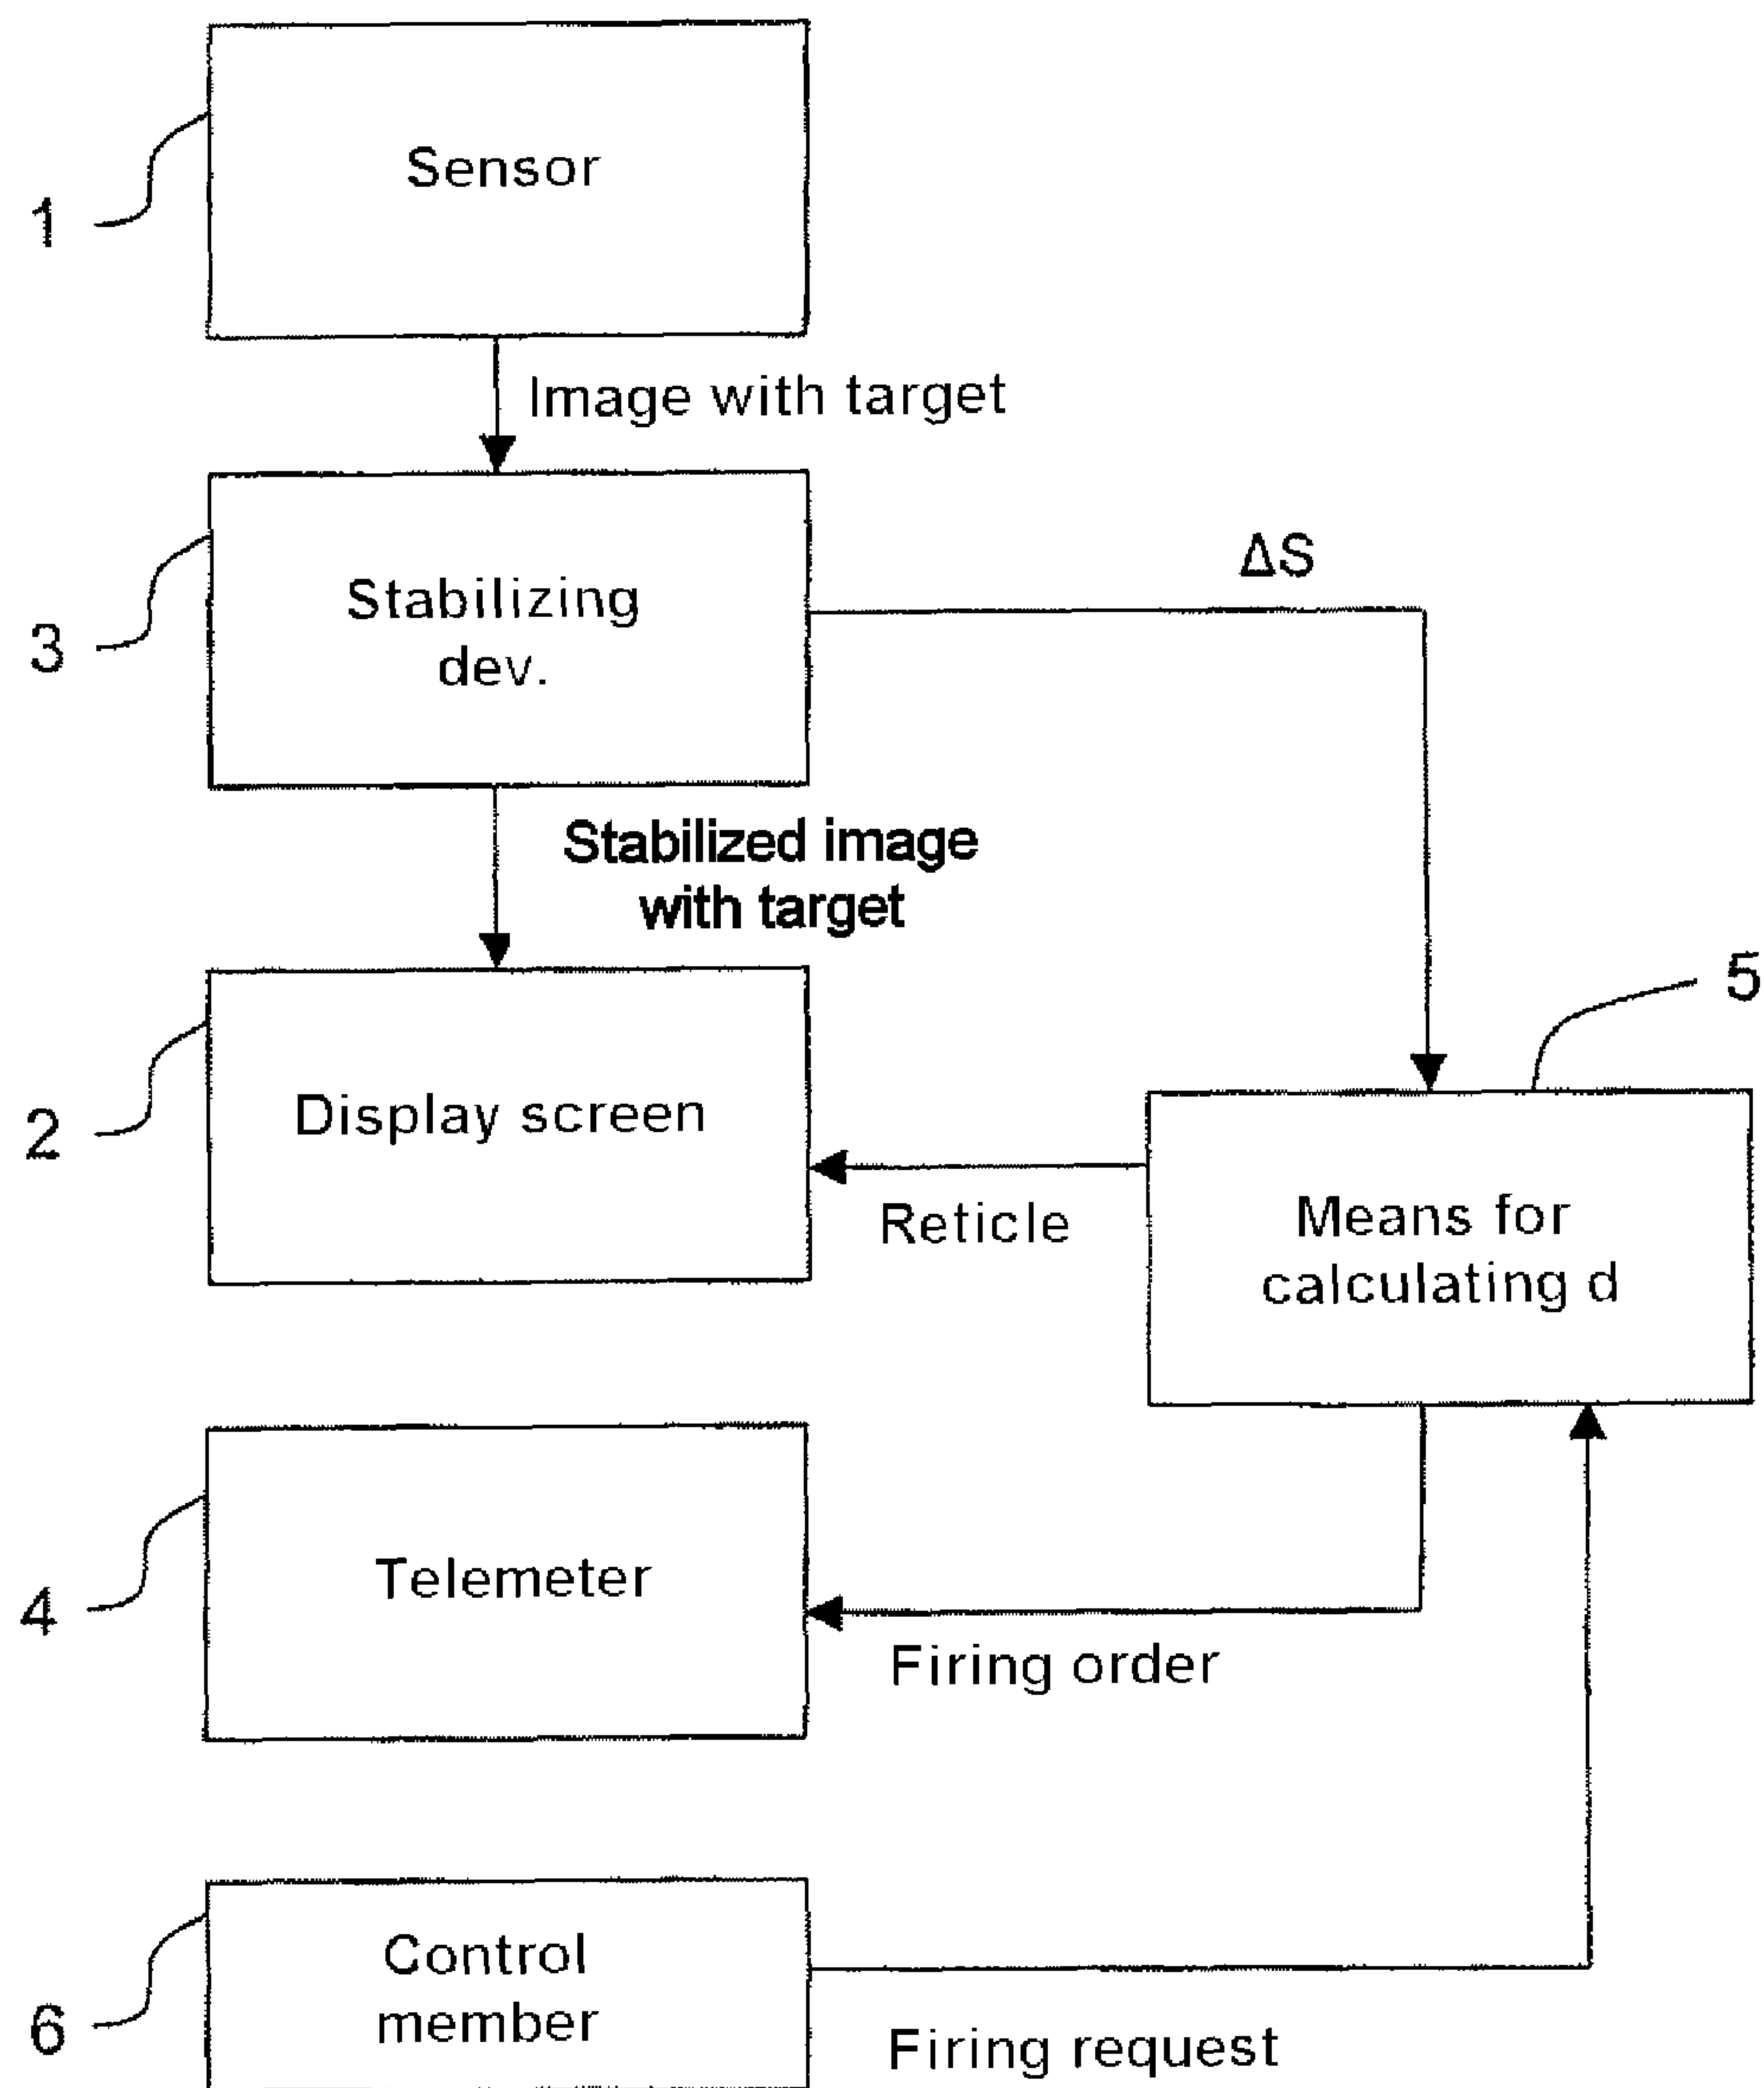 Sensor
1
Image with target
ΔS
Stabilizing
dev.
3
Stabilized image
with target
5
Display screen
2
Reticle
Means for
calculating d
Telemeter
4
Firing order
Control
member
6
Firing request